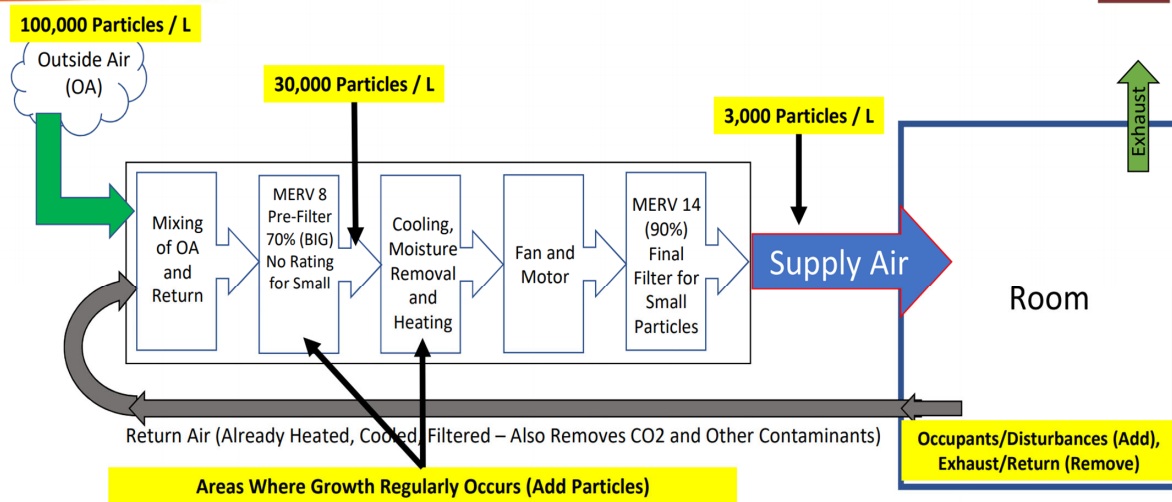 100,000 Particles / L
Outside Air
(OA)
30,000 Particles / L
3,000 Particles / L
Exhaust
Mixing
of OA
and
Return
MERV 8
Pre-Filter
70% (BIG)
No Rating
for Small
Cooling,
Moisture
Removal
and
Heating
Fan and
Motor
MERV 14
(90%)
Final
Filter for
Small
Particles
Supply Air
Room
Return Air (Already Heated, Cooled, Filtered – Also Removes CO2 and Other Contaminants)
Occupants/Disturbances (Add),
Exhaust/Return (Remove)
Areas Where Growth Regularly Occurs (Add Particles)